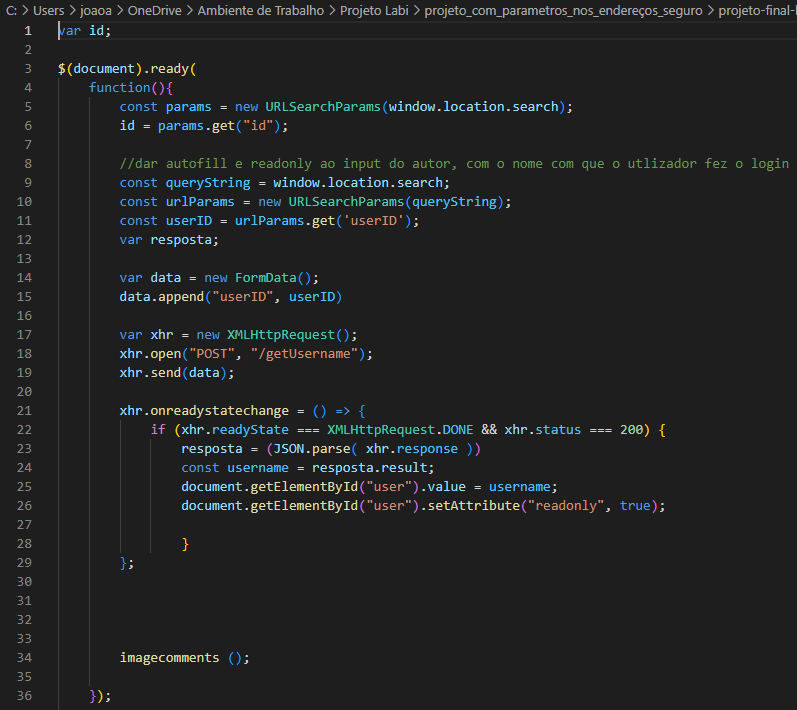 C: > Users > joaoa > OneDrive > Ambiente de Trabalho > Projeto Labi > projeto_com_parametros_nos_endereços_seguro > projeto-final-
1 var id;
2
3 $(document).ready(
4 function(){
5 const params = new URLSearchParams(window.location.search);
6 id = params.get("id");
7
8 //dar autofill e readonly ao input do autor, com o nome com que o utlizador fez o login
9 const queryString = window.location.search;
10 const urlParams = new URLSearchParams(queryString);
11 const userID = urlParams.get('userID');
12 var resposta;
13
14 var data = new FormData();
15 data.append("userID", userID)
16
17 var xhr = new XMLHttpRequest();
18 xhr.open("POST", "/getUsername");
19 xhr.send(data);
20
21 xhr.onreadystatechange = () => {
22 if (xhr.readyState === XMLHttpRequest.DONE && xhr.status === 200) {
23 resposta = (JSON.parse( xhr.response ))
24 const username = resposta.result;
25 document.getElementById("user").value = username;
26 document.getElementById("user").setAttribute("readonly", true);
27
28 }
29 };
30
31
32
33
34 imagecomments ();
35
36 });